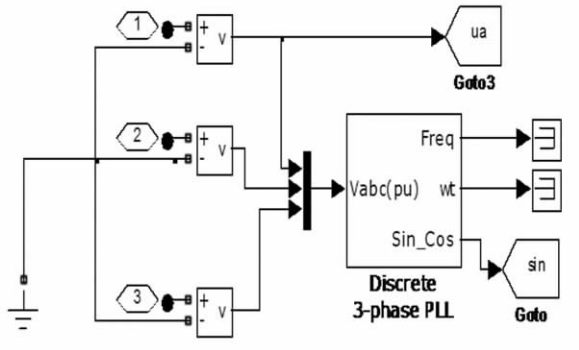 1
+
-
v
ua
Goto3
2
+
-
v
Freq
Vabc(pu)
wt
Sin_Cos
Discrete
3-phase PLL
sin
Goto
3
+
-
v